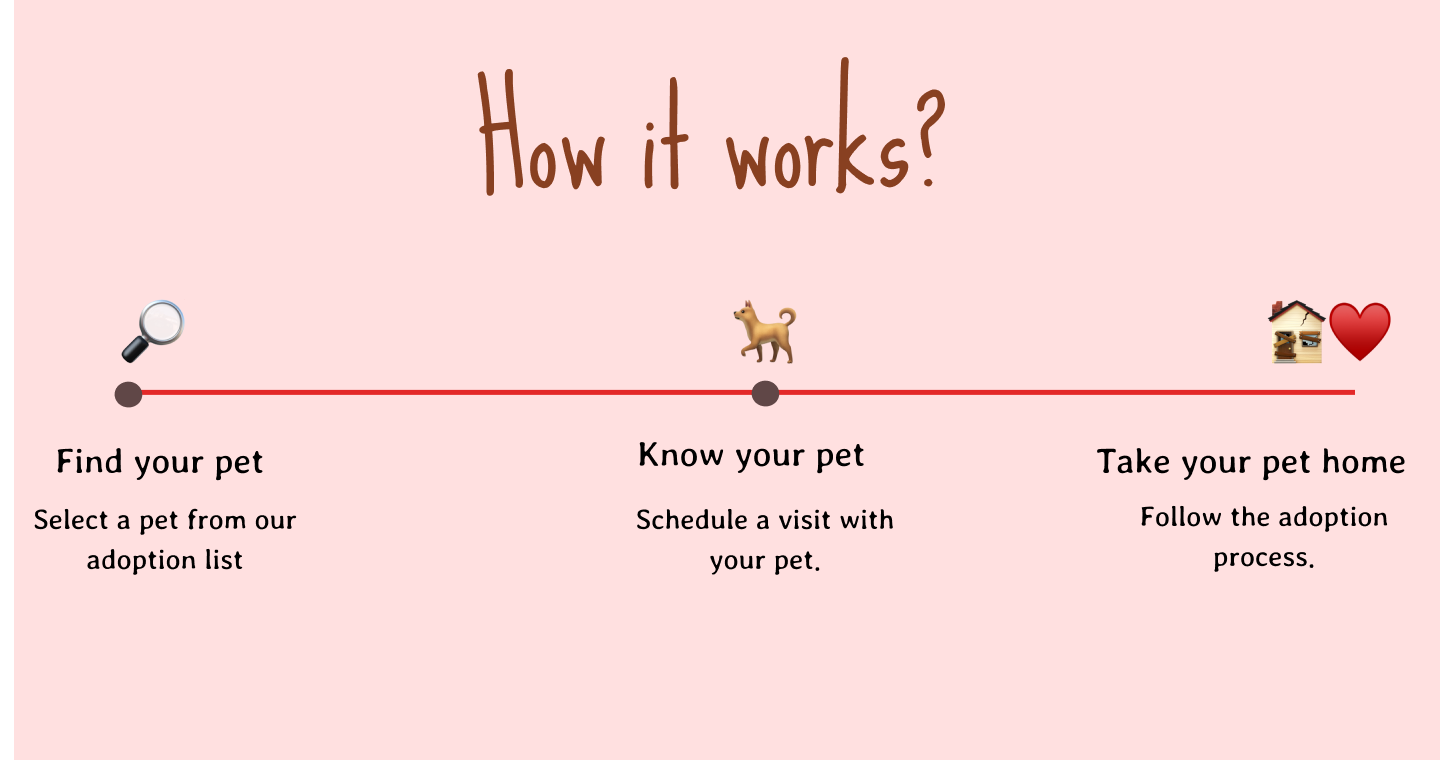 How it works?
Find your pet
Select a pet from our
adoption list
Know your pet
Schedule a visit with
your pet.
Take your pet home
Follow the adoption
process.